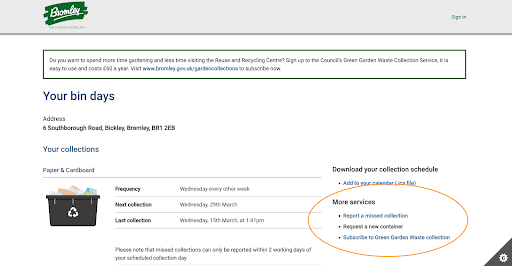 Bromley
Sign in
Do you want to spend more time gardening and less time visiting the Reuse and Recycling Centre? Sign up to the Council's Green Garden Waste Collection Service, it is
easy to use and costs £60 a year. Visit www.bromley.gov.uk/gardencollections to subscribe now.
Your bin days
Address
6 Southborough Road, Bickley, Bromley, BR1 2EB
Your collections
Paper & Cardboard
Frequency Wednesday every other week
Next collection Wednesday, 29th March
Last collection Wednesday, 15th March, at 1:41pm
Please note that missed collections can only be reported within 2 working days of
your scheduled collection day.
Download your collection schedule
Add to your calendar (.ics file)
More services
Report a missed collection
Request a new container
Subscribe to Green Garden Waste collection